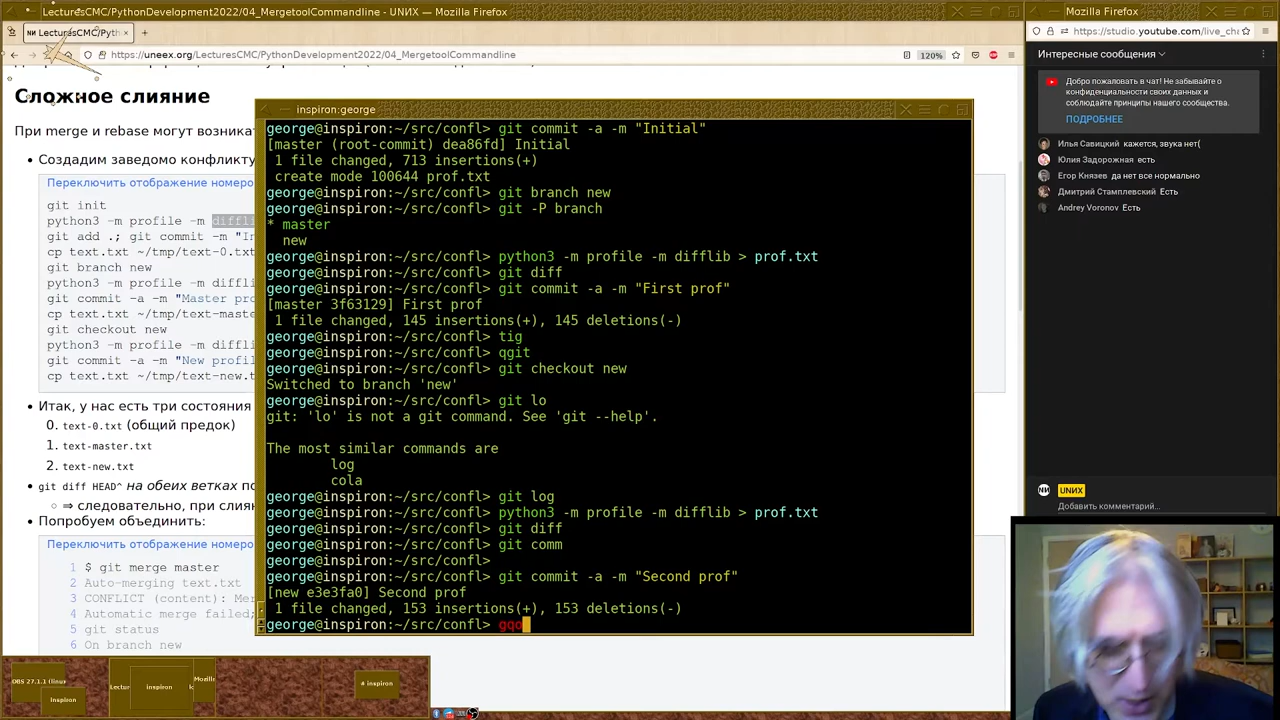 LecturesCMC/PythonDevelopment2022/04_MergetoolCommandline - UNИX — Mozilla Firefox
LecturesCMC/Pyth
https://uneex.org/LecturesCMC/PythonDevelopment2022/04_MergetoolCommandline
120%
Сложное слияние
При merge и rebase могут возникат
Создадим заведомо конфликту
Переключить отображение номеро
git init
python3 -m profile -m diffli
git add .; git commit -m "In
cp text.txt ~/tmp/text-0.txt
git branch new
python3 -m profile -m diffli
git commit -a -m "Master pro
cp text.txt ~/tmp/text-maste
git checkout new
python3 -m profile -m diffli
git commit -a -m "New profil
cp text.txt ~/tmp/text-new.t
Итак, у нас есть три состояния
0. text-0.txt (общий предок)
1. text-master.txt
2. text-new.txt
git diff HEAD^ на обеих ветках по
⇒ следовательно, при слия
Попробуем объединить:
Переключить отображение номеро
1 $ git merge master
2 Auto-merging text.txt
3 CONFLICT (content): Mer
4 Automatic merge failed;
5 git status
6 On branch new
inspiron:george
george@inspiron:~/src/confl> git commit -a -m "Initial"
[master (root-commit) dea86fd] Initial
1 file changed, 713 insertions(+)
create mode 100644 prof.txt
george@inspiron:~/src/confl> git branch new
george@inspiron:~/src/confl> git -P branch
* master
new
george@inspiron:~/src/confl> python3 -m profile -m difflib > prof.txt
george@inspiron:~/src/confl> git diff
george@inspiron:~/src/confl> git commit -a -m "First prof"
[master 3f63129] First prof
1 file changed, 145 insertions(+), 145 deletions(-)
george@inspiron:~/src/confl> tig
george@inspiron:~/src/confl> qgit
george@inspiron:~/src/confl> git checkout new
Switched to branch 'new'
george@inspiron:~/src/confl> git lo
git: 'lo' is not a git command. See 'git --help'.
The most similar commands are
log
cola
george@inspiron:~/src/confl> git log
george@inspiron:~/src/confl> python3 -m profile -m difflib > prof.txt
george@inspiron:~/src/confl> git diff
george@inspiron:~/src/confl> git comm
george@inspiron:~/src/confl>
george@inspiron:~/src/confl> git commit -a -m "Second prof"
[new e3e3fa0] Second prof
1 file changed, 153 insertions(+), 153 deletions(-)
george@inspiron:~/src/confl> gqo
Mozilla Firefox
https://studio.youtube.com/live_ch
Интересные сообщения
Добро пожаловать в чат! Не забывайте о
конфиденциальности своих данных и
соблюдайте принципы нашего сообщества.
ПОДРОБНЕЕ
Илья Савицкий кажется, звука нет(
Юлия Задорожная есть
Егор Князев да нет все нормально
Дмитрий Стамплевский Есть
Andrey Voronov Есть
UNИX
Добавить комментарий...
OBS 27.1.1 (linux
inspiron
Lectur
inspiron
Mozill
# inspiron